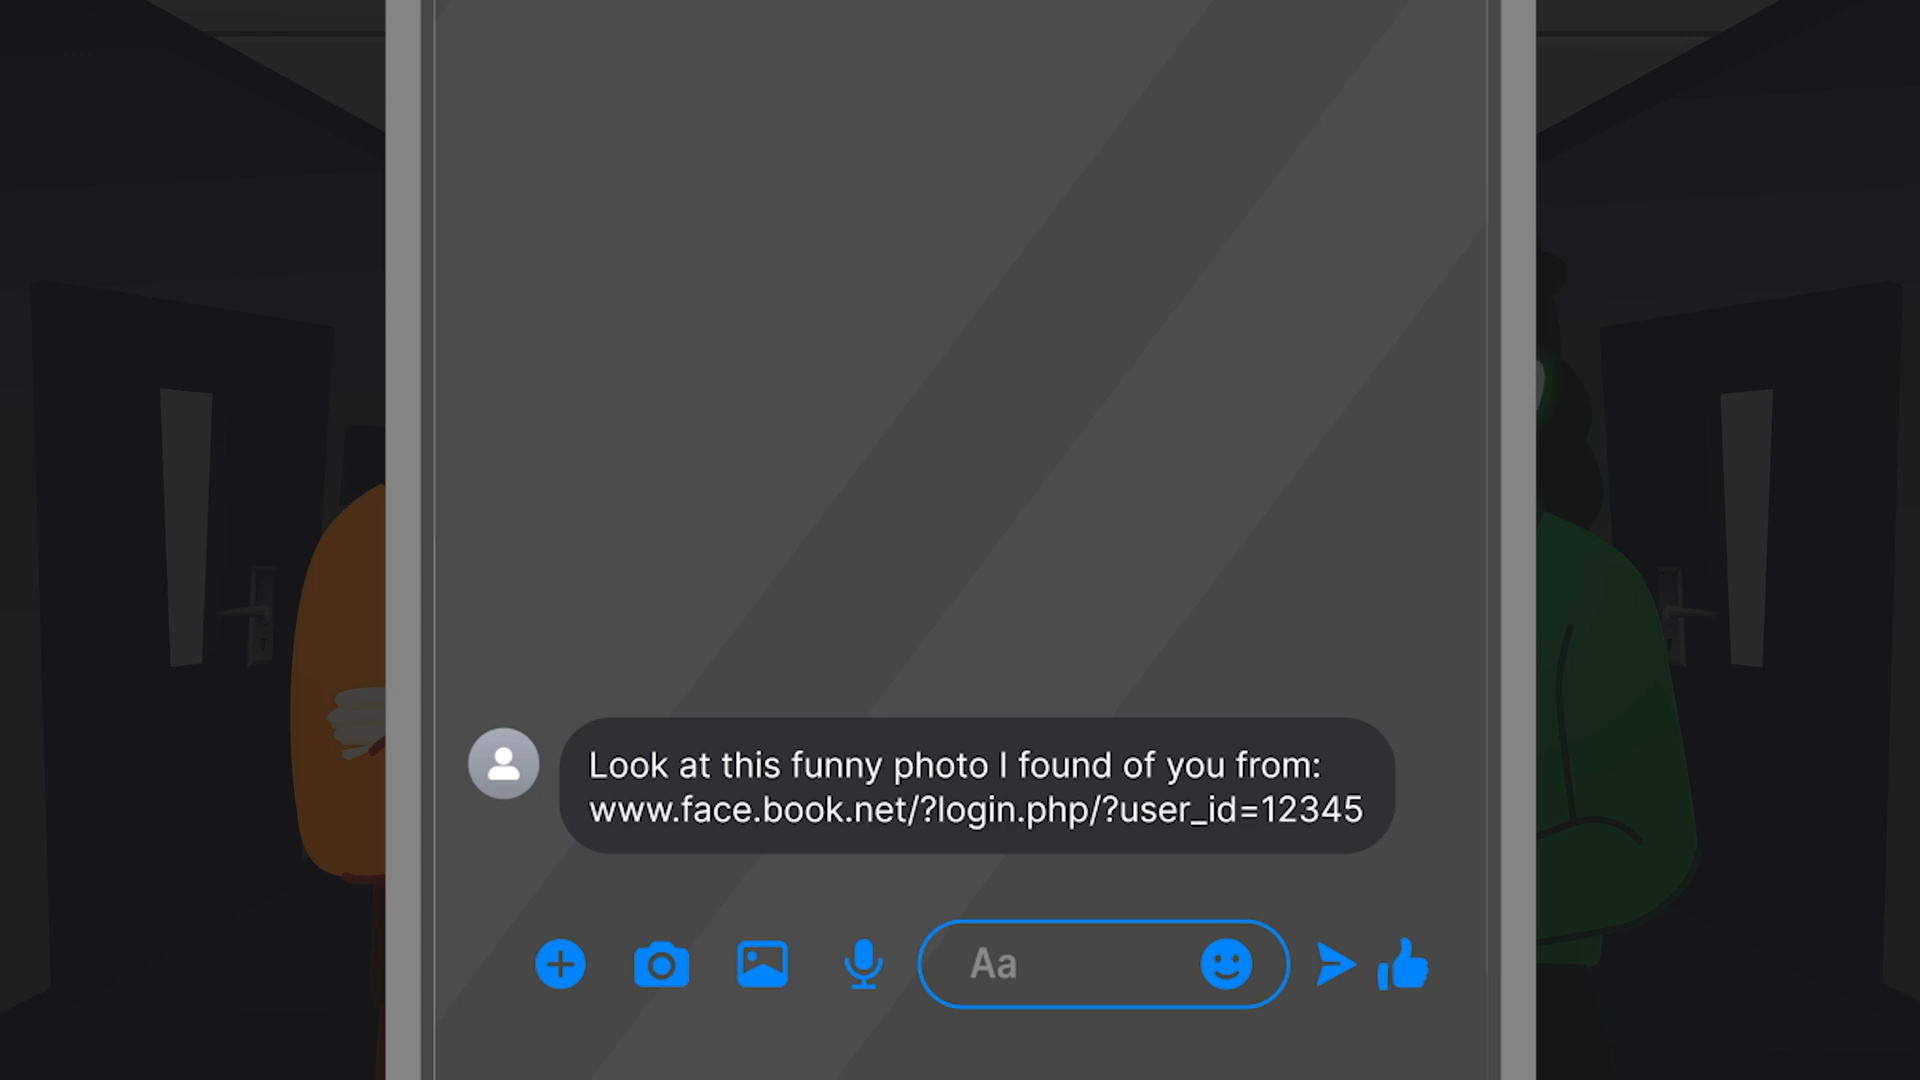 Look at this funny photo I found of you from:
www.face.book.net/?login.php/?user_id=12345
Aa